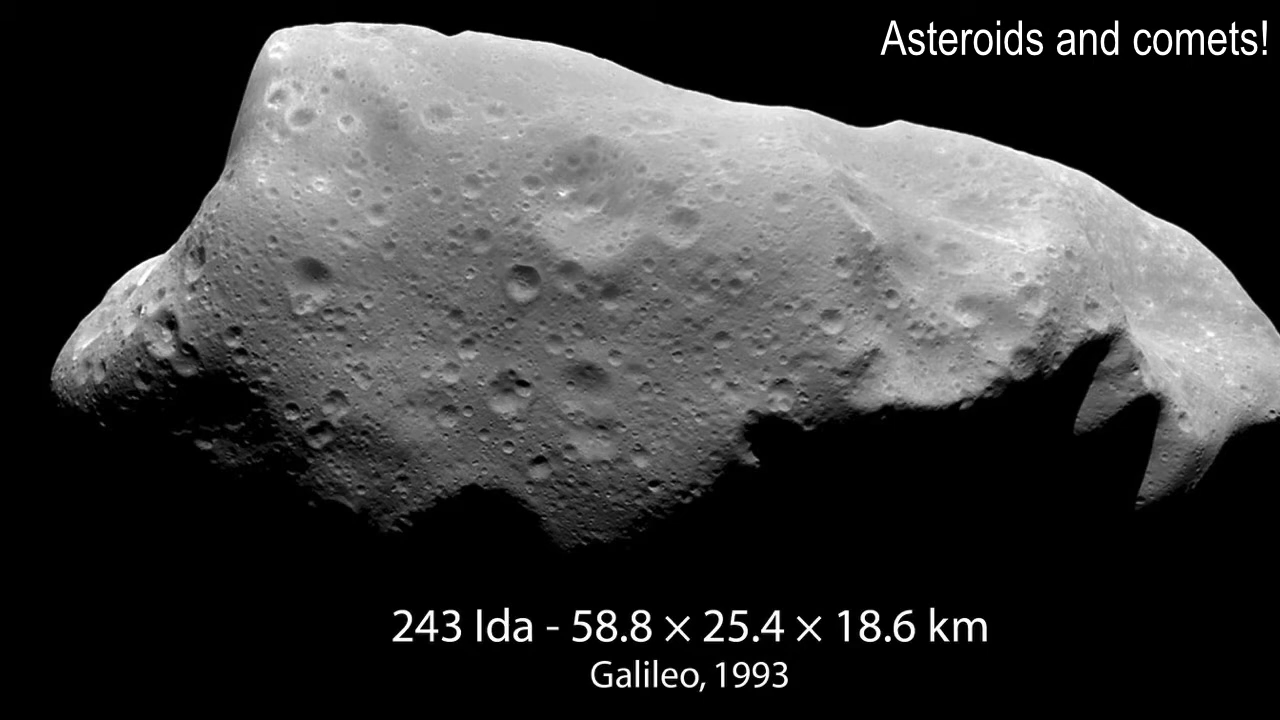 Asteroids and comets!
243 Ida - 58.8 × 25.4 × 18.6 km
Galileo, 1993